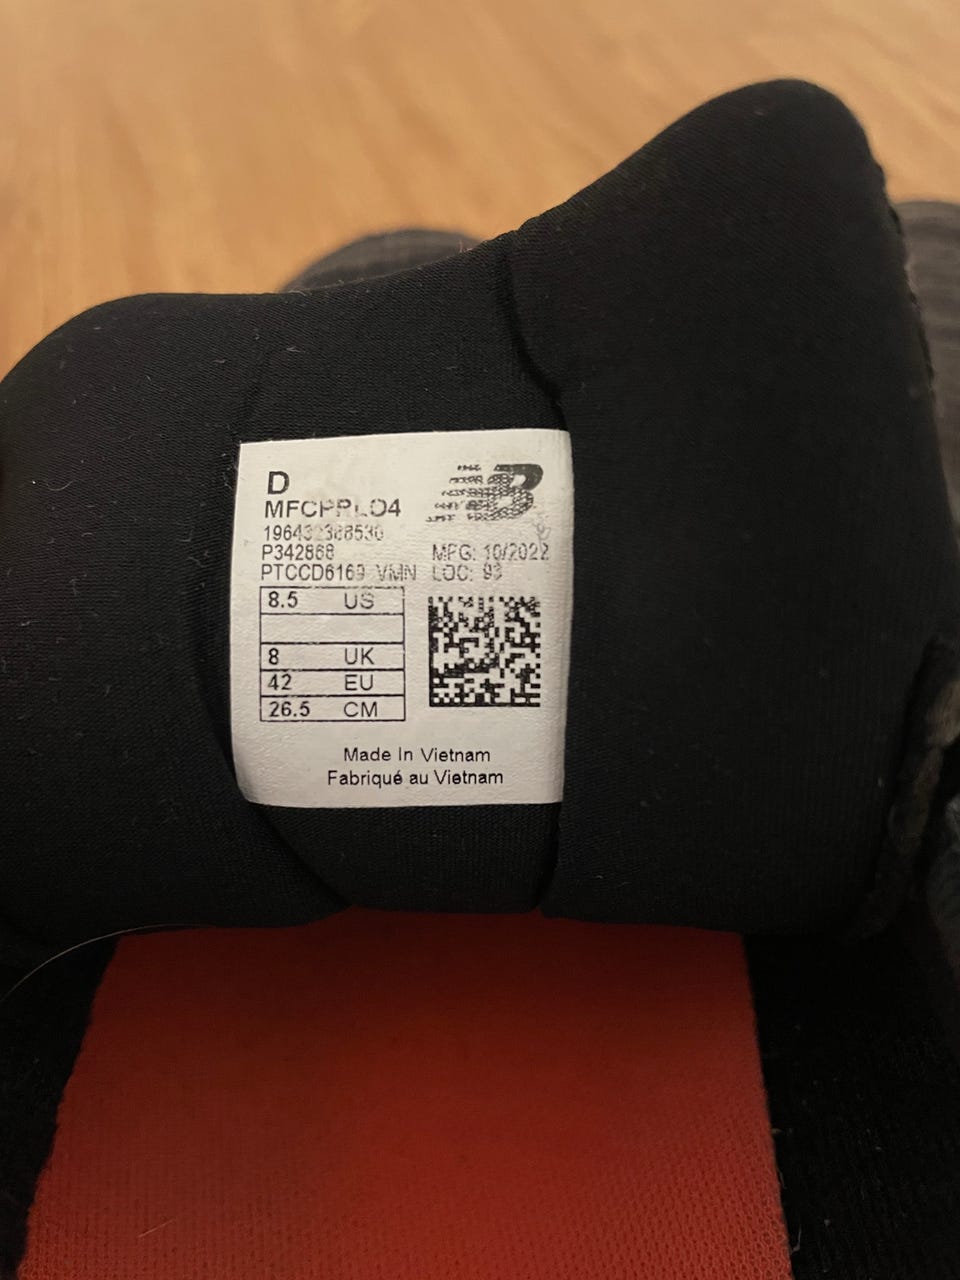 D
MFCPRLO4
P342868
MFG: 10/2022
PTCCD6169 VMN
LOC: 93
8.5 US
8 UK
42 EU
26.5 CM
Made In Vietnam
Fabriqué au Vietnam